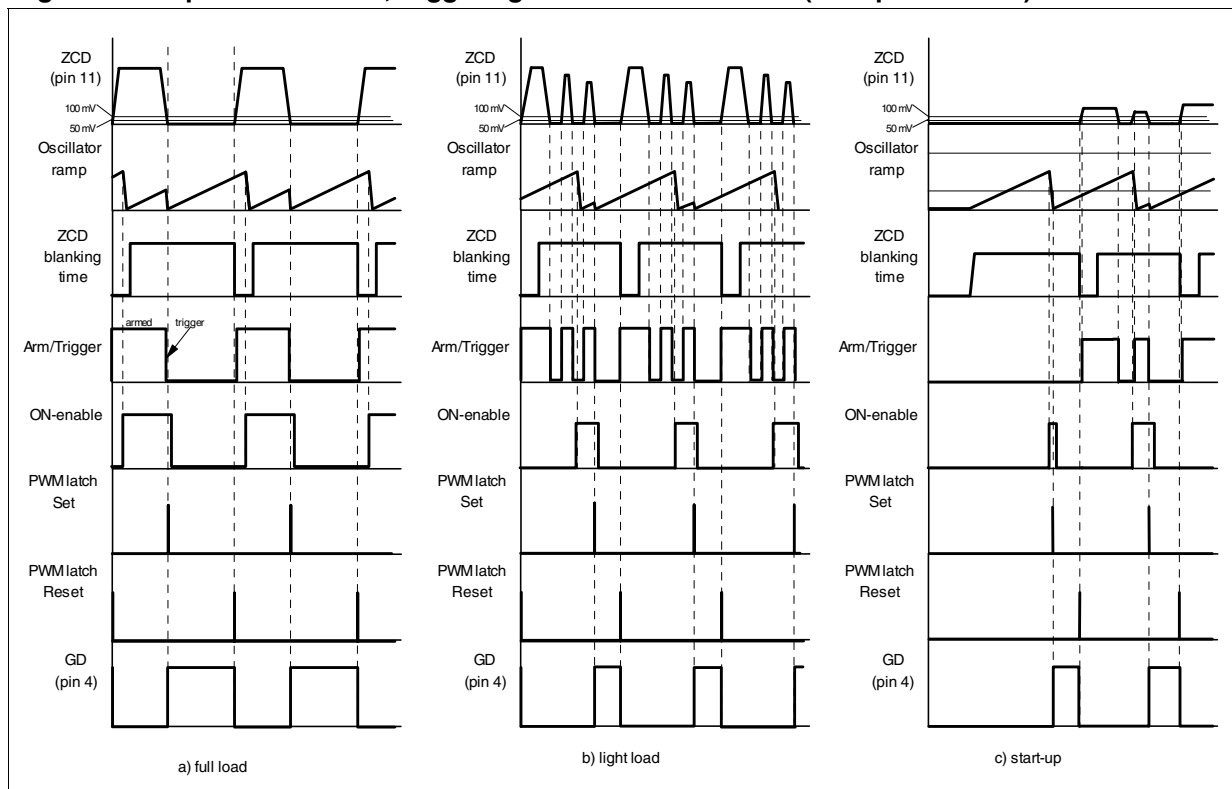 ZCD
(pin 11)
100 mV
50 mV
Oscillator
ramp
ZCD
blanking
time
armed
trigger
Arm/Trigger
ON-enable
PWM latch
Set
PWM latch
Reset
GD
(pin 4)
a) full load
ZCD
(pin 11)
100 mV
50 mV
Oscillator
ramp
ZCD
blanking
time
Arm/Trigger
ON-enable
PWM latch
Set
PWM latch
Reset
GD
(pin 4)
b) light load
ZCD
(pin 11)
100 mV
50 mV
Oscillator
ramp
ZCD
blanking
time
Arm/Trigger
ON-enable
PWM latch
Set
PWM latch
Reset
GD
(pin 4)
c) start-up